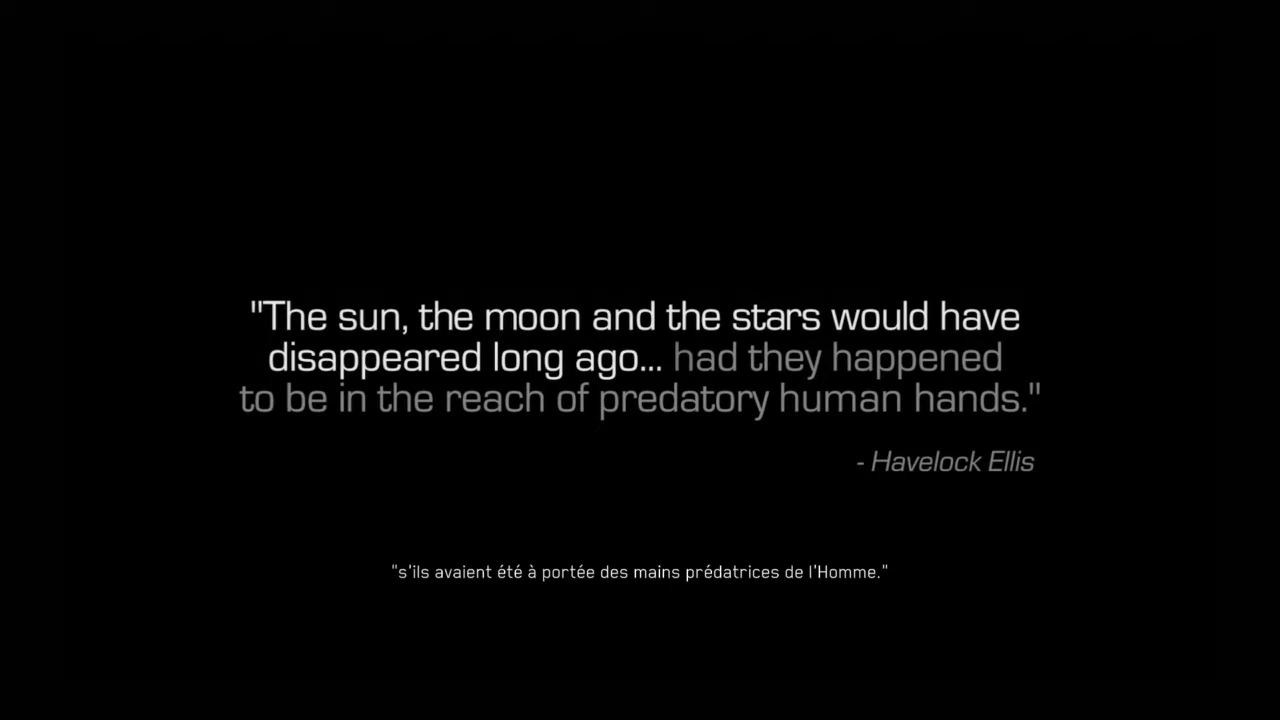 "The sun, the moon and the stars would have
disappeared long ago... had they happened
to be in the reach of predatory human hands."
- Havelock Ellis
"s'ils avaient été à portée des mains prédatrices de l'Homme."